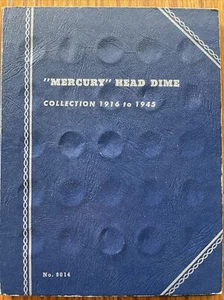 "MERCURY" HEAD DIME
COLLECTION 1916 to 1945
No. 9014